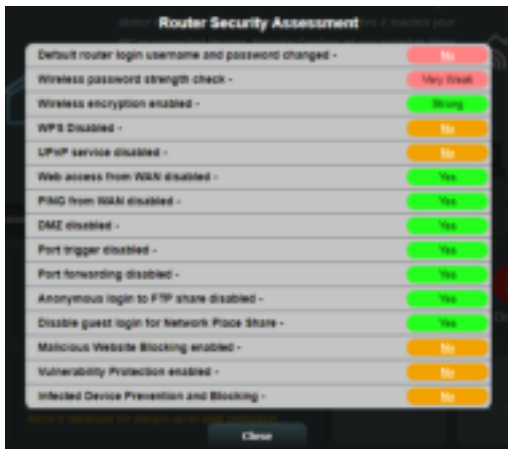 Router Security Assessment
Default router login username and password changed - No
Wireless password strength check - Very Weak
Wireless encryption enabled - Strong
WPS Disabled - No
UPnP service disabled - No
Web access from WAN disabled - Yes
PING from WAN disabled - Yes
DMZ disabled - Yes
Port trigger disabled - Yes
Port forwarding disabled - Yes
Anonymous login to FTP share disabled - Yes
Disable guest login for Network Place Share - Yes
Malicious Website Blocking enabled - No
Vulnerability Protection enabled - No
Infected Device Prevention and Blocking - No
Close